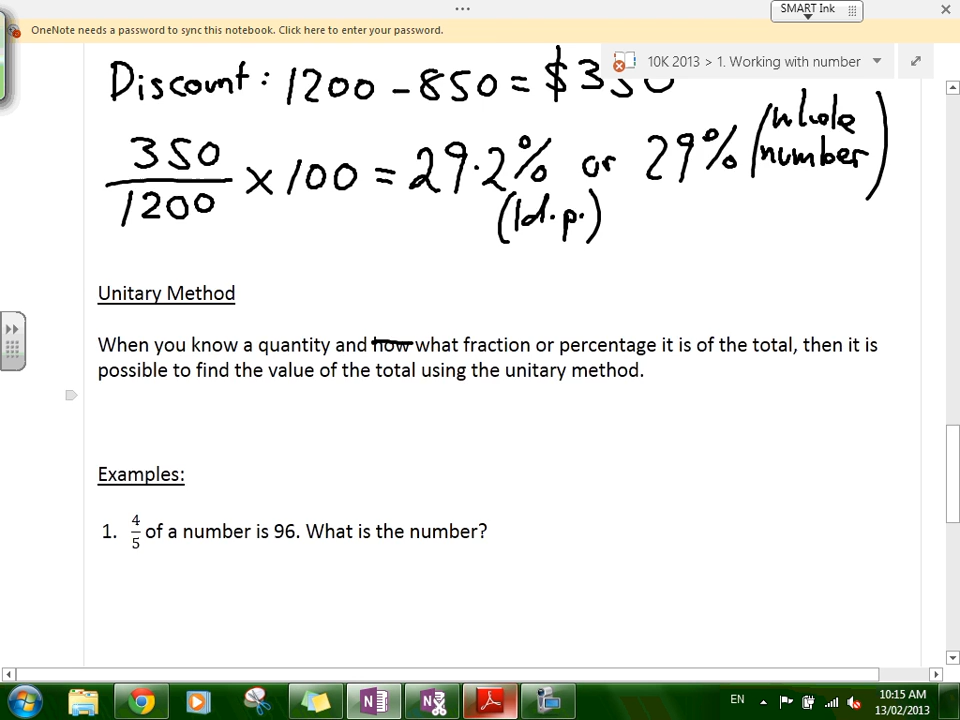 SMART Ink
OneNote needs a password to sync this notebook. Click here to enter your password.
10K 2013 > 1. Working with number
Discount: 1200 - 850 = $350
350/1200 × 100 = 29.2% or 29% (whole number)
(1d.p.)
Unitary Method
When you know a quantity and how what fraction or percentage it is of the total, then it is
possible to find the value of the total using the unitary method.
Examples:
1. 4/5 of a number is 96. What is the number?
EN
10:15 AM
13/02/2013